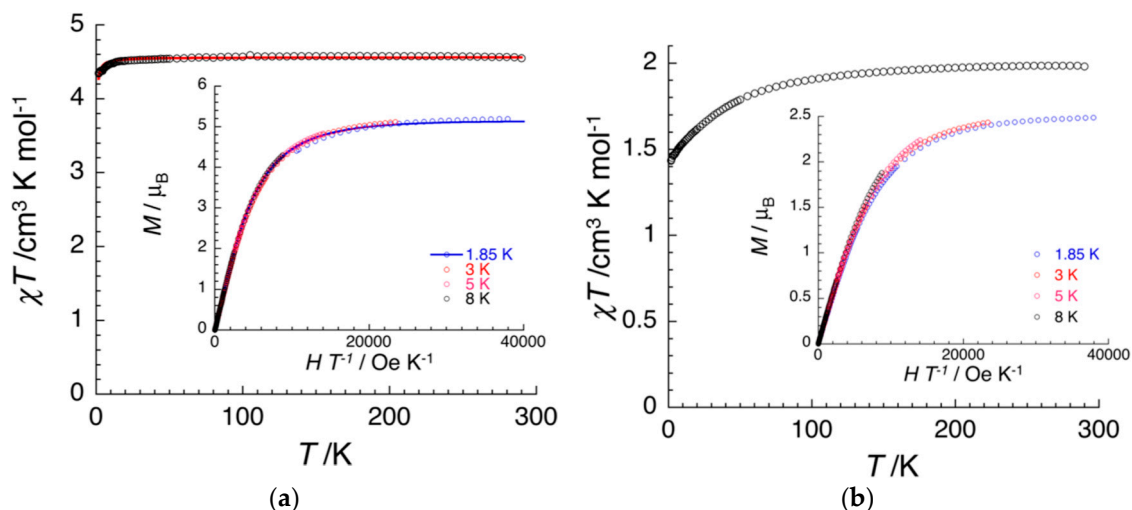 5
4
3
2
1
0
χT /cm³ K mol⁻¹
0
100
200
300
T /K
6
5
4
3
2
1
0
M / μB
0
20000
40000
H T⁻¹ / Oe K⁻¹
1.85 K
3 K
5 K
8 K
(a)
2
1.5
1
0.5
0
χT /cm³ K mol⁻¹
0
100
200
300
T /K
2.5
2
1.5
1
0.5
0
M / μB
0
20000
40000
H T⁻¹ / Oe K⁻¹
1.85 K
3 K
5 K
8 K
(b)